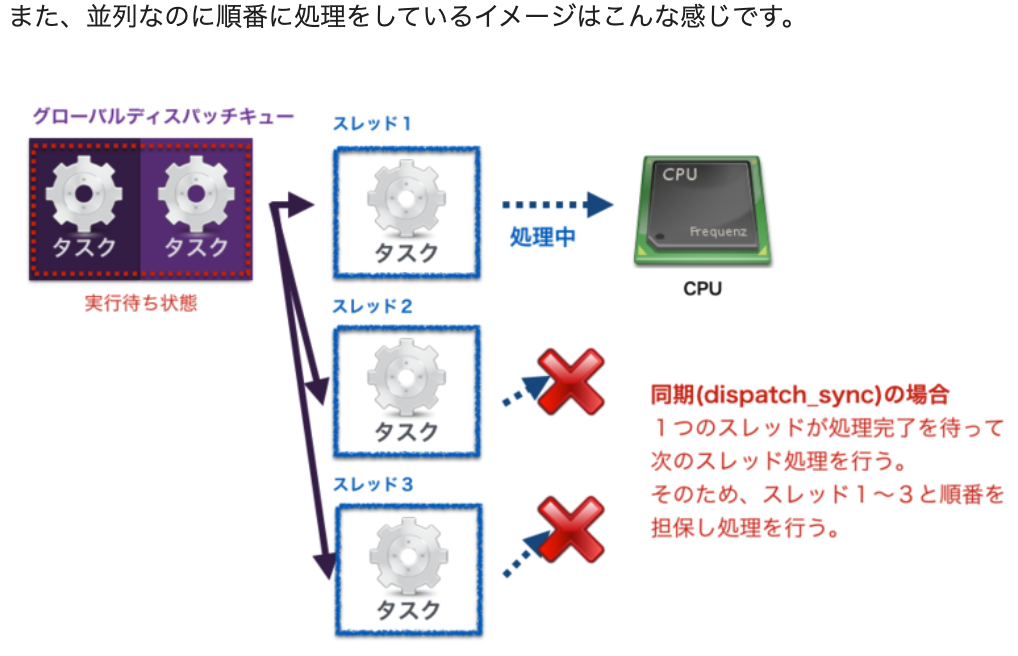 また、並列なのに順番に処理をしているイメージはこんな感じです。
グローバルディスパッチキュー
タスク
タスク
実行待ち状態
スレッド1
タスク
処理中
CPU
Frequenz
CPU
スレッド2
タスク
スレッド3
タスク
同期(dispatch_sync)の場合
１つのスレッドが処理完了を待って
次のスレッド処理を行う。
そのため、スレッド１〜３と順番を
担保し処理を行う。